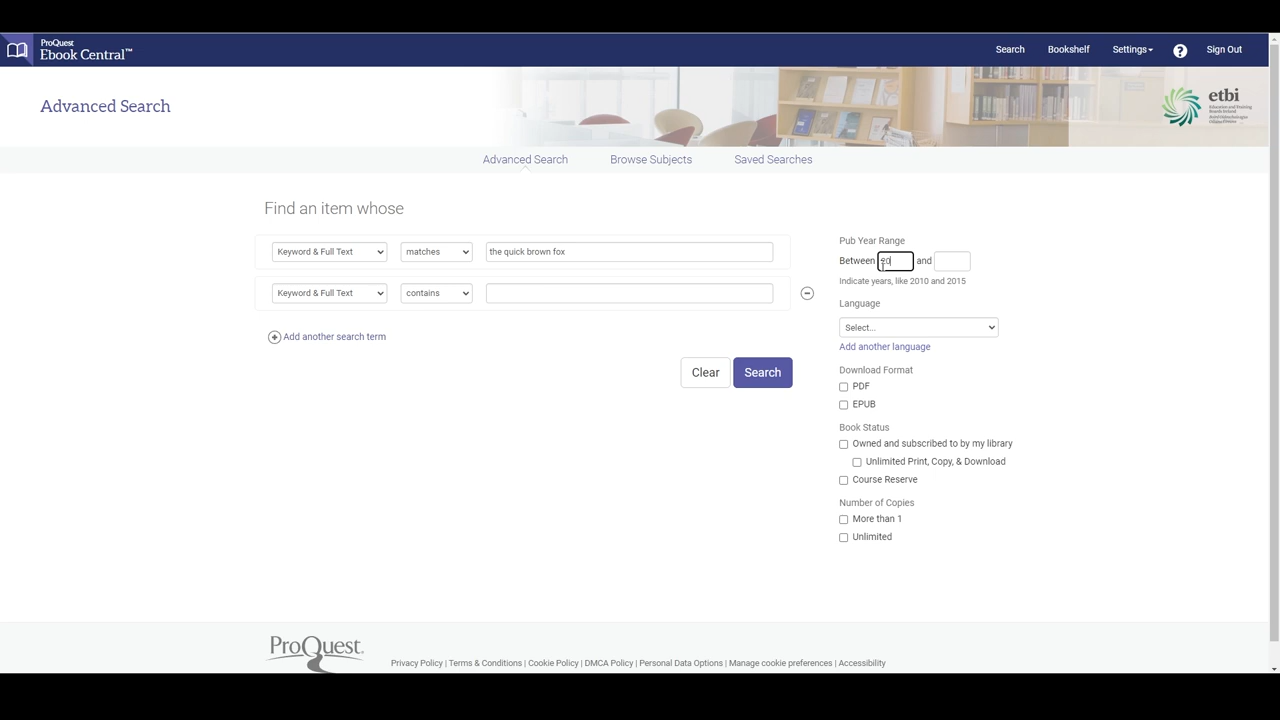 ProQuest
Ebook Central™
Search
Bookshelf
Settings
?
Sign Out
Advanced Search
etbi
Advanced Search
Browse Subjects
Saved Searches
Find an item whose
Keyword & Full Text matches the quick brown fox
Keyword & Full Text contains
Add another search term
Clear
Search
Pub Year Range
Between 20 and
Indicate years, like 2010 and 2015
Language
Select...
Add another language
Download Format
PDF
EPUB
Book Status
Owned and subscribed to by my library
Unlimited Print, Copy, & Download
Course Reserve
Number of Copies
More than 1
Unlimited
ProQuest
Privacy Policy | Terms & Conditions | Cookie Policy | DMCA Policy | Personal Data Options | Manage cookie preferences | Accessibility